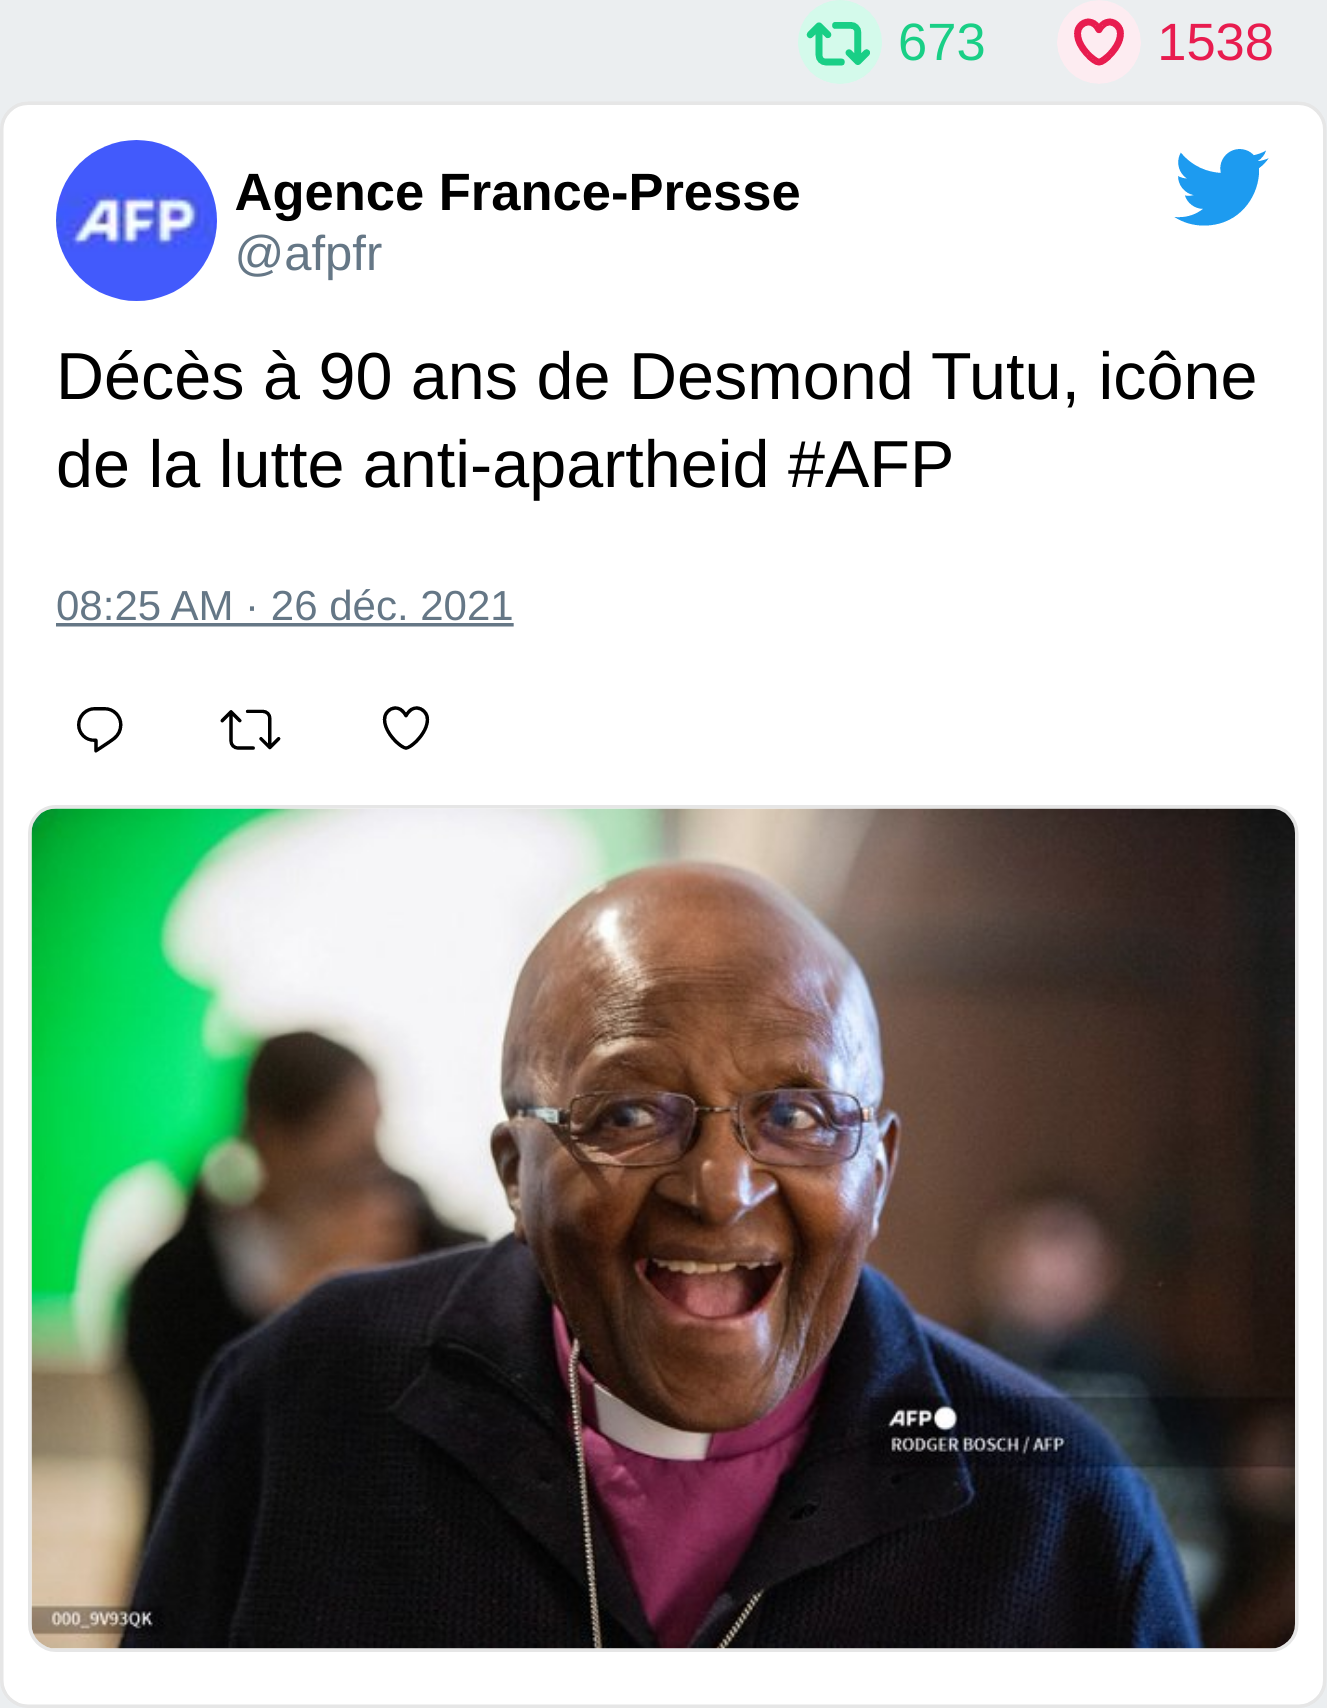 673 1538
AFP
Agence France-Presse
@afpfr
Décès à 90 ans de Desmond Tutu, icône
de la lutte anti-apartheid #AFP
08:25 AM · 26 déc. 2021
AFP
RODGER BOSCH / AFP
000_9V93QK